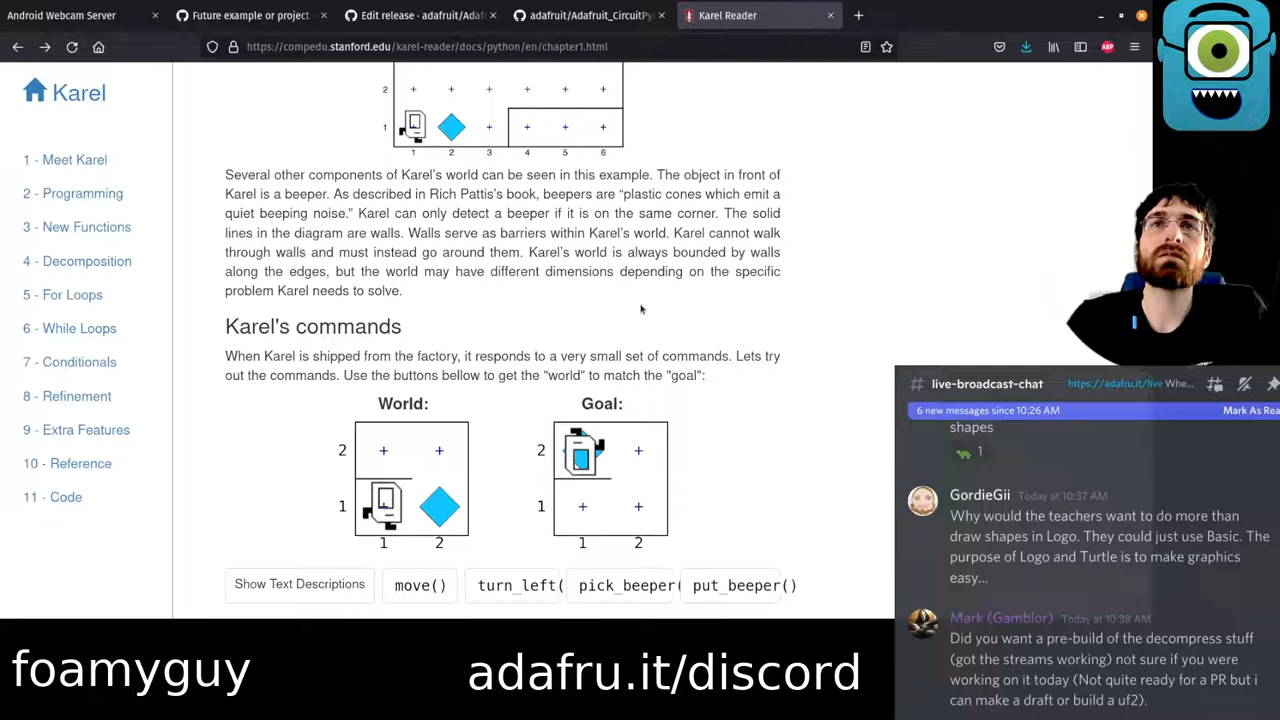 Android Webcam Server
Future example or project
Edit release · adafruit/Ada
adafruit/Adafruit_CircuitPy
Karel Reader
https://compedu.stanford.edu/karel-reader/docs/python/en/chapter1.html
ABP
Karel
1 - Meet Karel
2 - Programming
3 - New Functions
4 - Decomposition
5 - For Loops
6 - While Loops
7 - Conditionals
8 - Refinement
9 - Extra Features
10 - Reference
11 - Code
2
1
1 2 3 4 5 6
Several other components of Karel's world can be seen in this example. The object in front of
Karel is a beeper. As described in Rich Pattis's book, beepers are “plastic cones which emit a
quiet beeping noise.” Karel can only detect a beeper if it is on the same corner. The solid
lines in the diagram are walls. Walls serve as barriers within Karel's world. Karel cannot walk
through walls and must instead go around them. Karel's world is always bounded by walls
along the edges, but the world may have different dimensions depending on the specific
problem Karel needs to solve.
Karel's commands
When Karel is shipped from the factory, it responds to a very small set of commands. Lets try
out the commands. Use the buttons bellow to get the "world" to match the "goal":
World:
2
1
1 2
Goal:
2
1
1 2
Show Text Descriptions
move()
turn_left(
pick_beeper(
put_beeper()
# live-broadcast-chat
https://adafru.it/live Whe...
6 new messages since 10:26 AM
Mark As Rea
shapes
1
GordieGii Today at 10:37 AM
Why would the teachers want to do more than
draw shapes in Logo. They could just use Basic. The
purpose of Logo and Turtle is to make graphics
easy...
Mark (Gamblor) Today at 10:38 AM
Did you want a pre-build of the decompress stuff
(got the streams working) not sure if you were
working on it today (Not quite ready for a PR but i
can make a draft or build a uf2).
foamyguy
adafru.it/discord